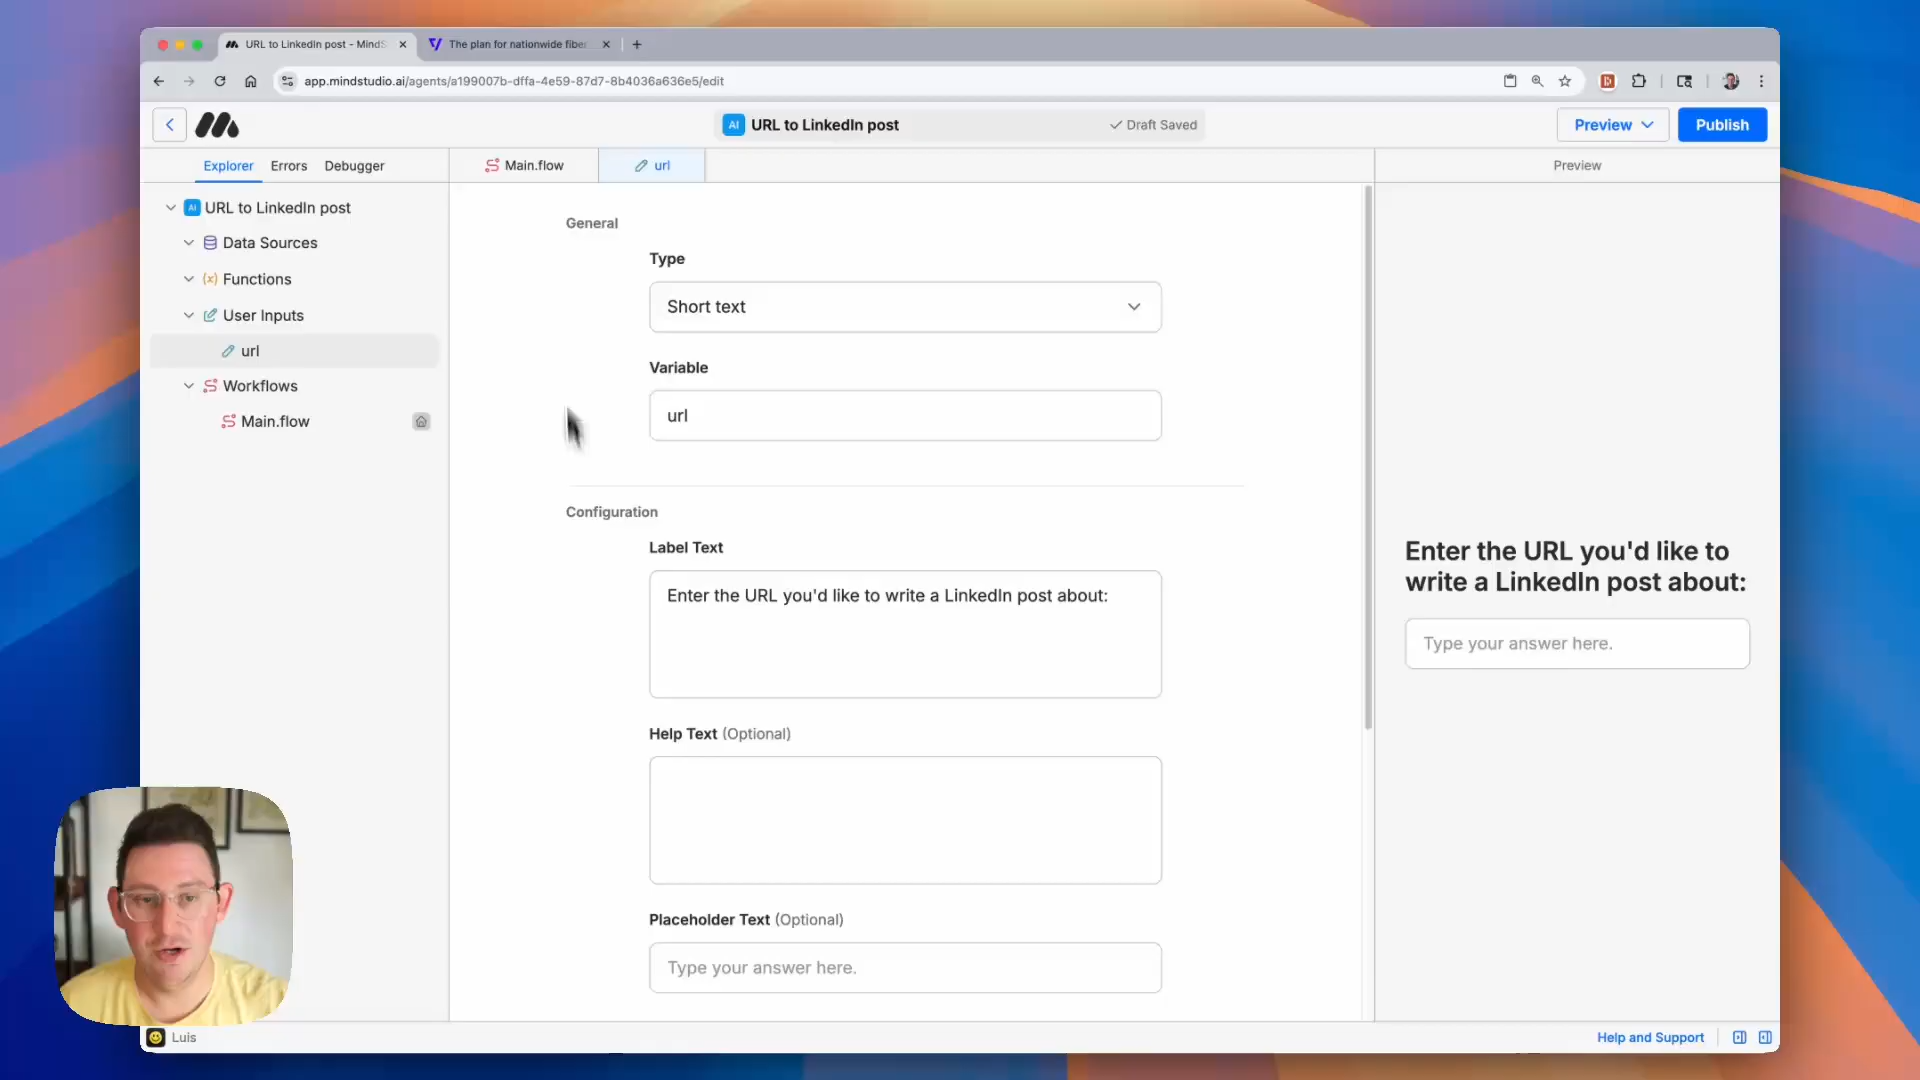 URL to LinkedIn post - MindS
The plan for nationwide fibe
app.mindstudio.ai/agents/a199007b-dffa-4e59-87d7-8b4036a636e5/edit
AI URL to LinkedIn post
Draft Saved
Preview
Publish
Explorer Errors Debugger
Main.flow
url
Preview
AI URL to LinkedIn post
Data Sources
(x) Functions
User Inputs
url
Workflows
Main.flow
General
Type
Short text
Variable
url
Configuration
Label Text
Enter the URL you'd like to write a LinkedIn post about:
Help Text (Optional)
Placeholder Text (Optional)
Type your answer here.
Enter the URL you'd like to
write a LinkedIn post about:
Type your answer here.
Luis
Help and Support